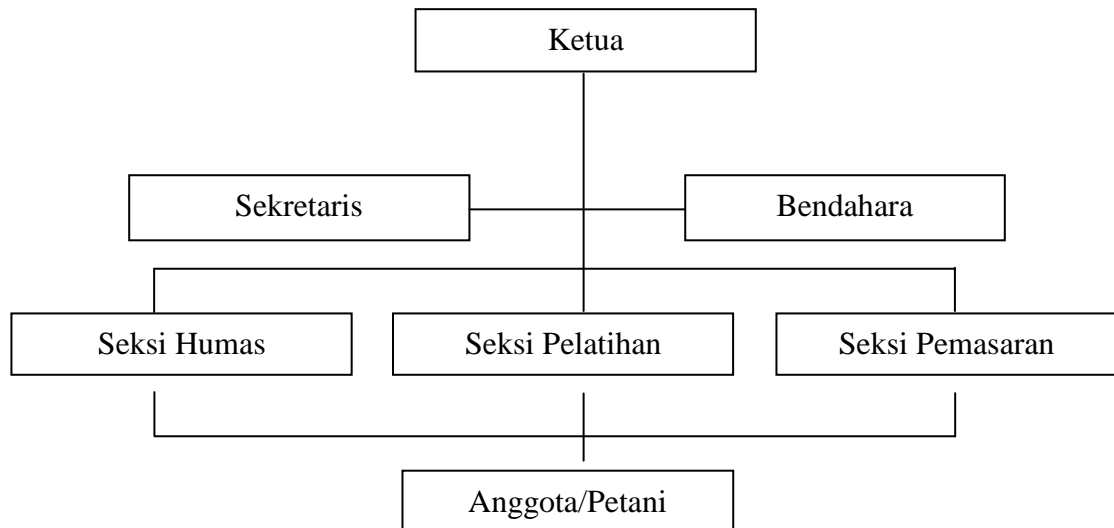 Ketua
Sekretaris
Bendahara
Seksi Humas
Seksi Pelatihan
Seksi Pemasaran
Anggota/Petani